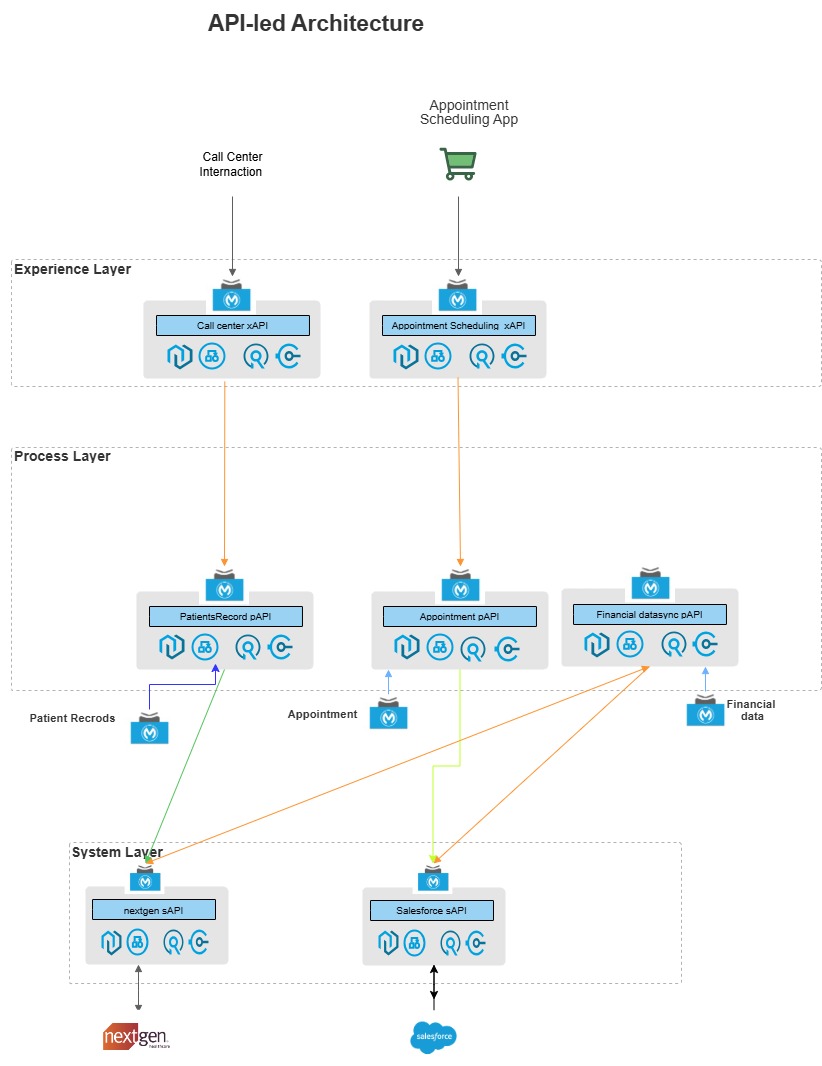 API-led Architecture
Appointment
Scheduling App
Call Center
Internaction
Experience Layer
Call center xAPI
Appointment Scheduling xAPI
Process Layer
PatientsRecord pAPI
Appointment pAPI
Financial datasync pAPI
Patient Recrods
Appointment
Financial
data
System Layer
nextgen sAPI
Salesforce sAPI
nextgen
healthcare
salesforce